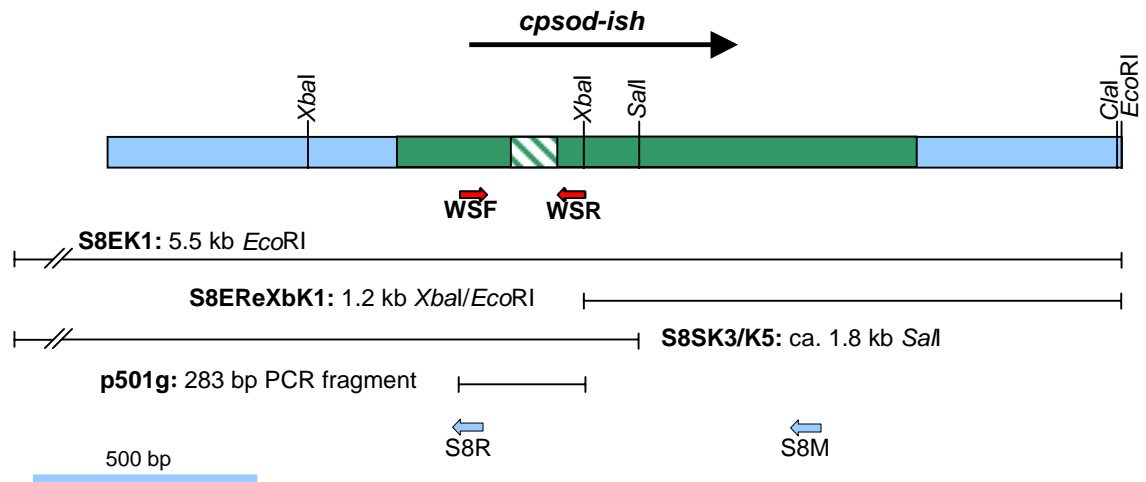 cpsod-ish
XbaI
XbaI
SalI
ClaI
EcoRI
WSF
WSR
S8EK1: 5.5 kb EcoRI
S8EReXbK1: 1.2 kb XbaI/EcoRI
S8SK3/K5: ca. 1.8 kb SalI
p501g: 283 bp PCR fragment
S8R
S8M
500 bp